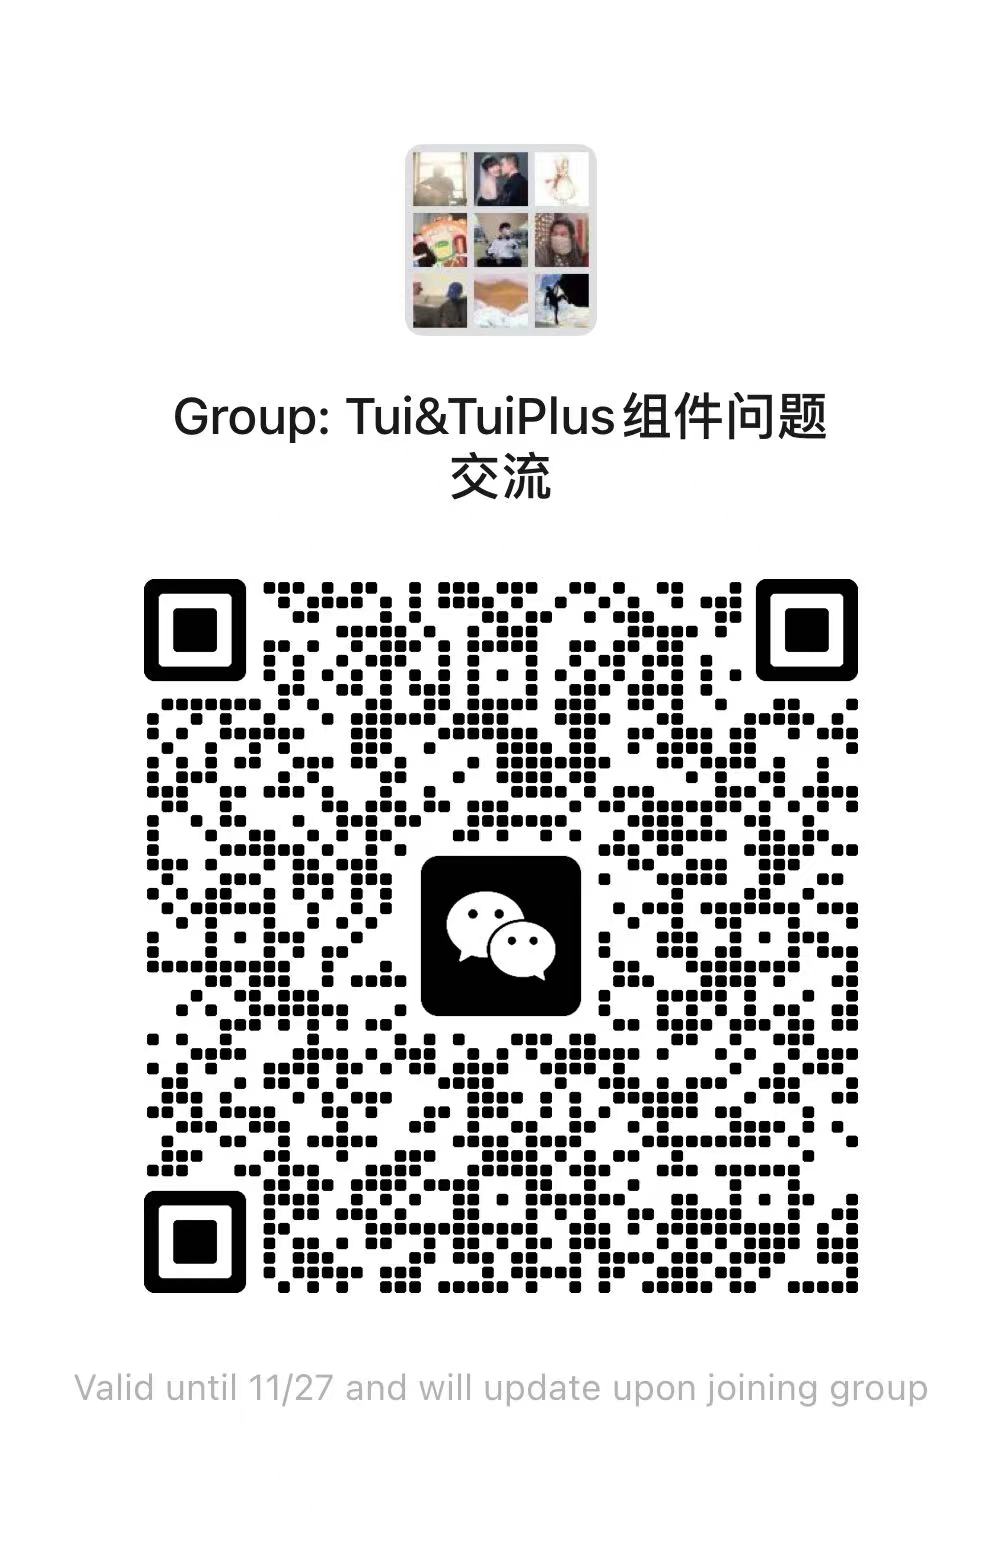 Group: Tui&TuiPlus组件问题
交流
Valid until 11/27 and will update upon joining group